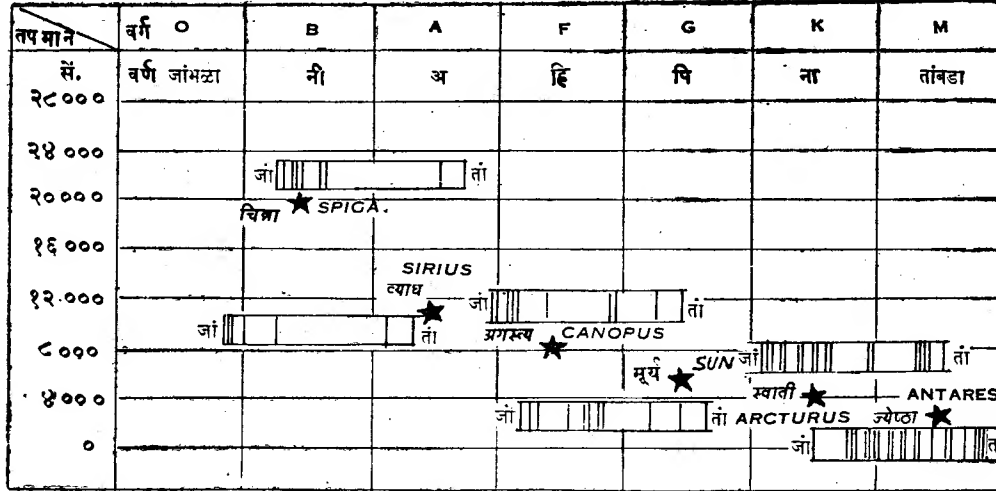 तपमाने वर्ग O B A F G K M
सें. वर्ण जांभळा नी अ हि पि ना तांबडा
२८०००
२४०००
जां तां
२००००
चित्रा SPICA.
१६०००
SIRIUS
व्याध
१२०००
जां तां
जां तां
अगस्त्य CANOPUS
८०००
सूर्य SUN जां तां
स्वाती ANTARES
४०००
जां तां ARCTURUS ज्येष्ठा
०
जां त